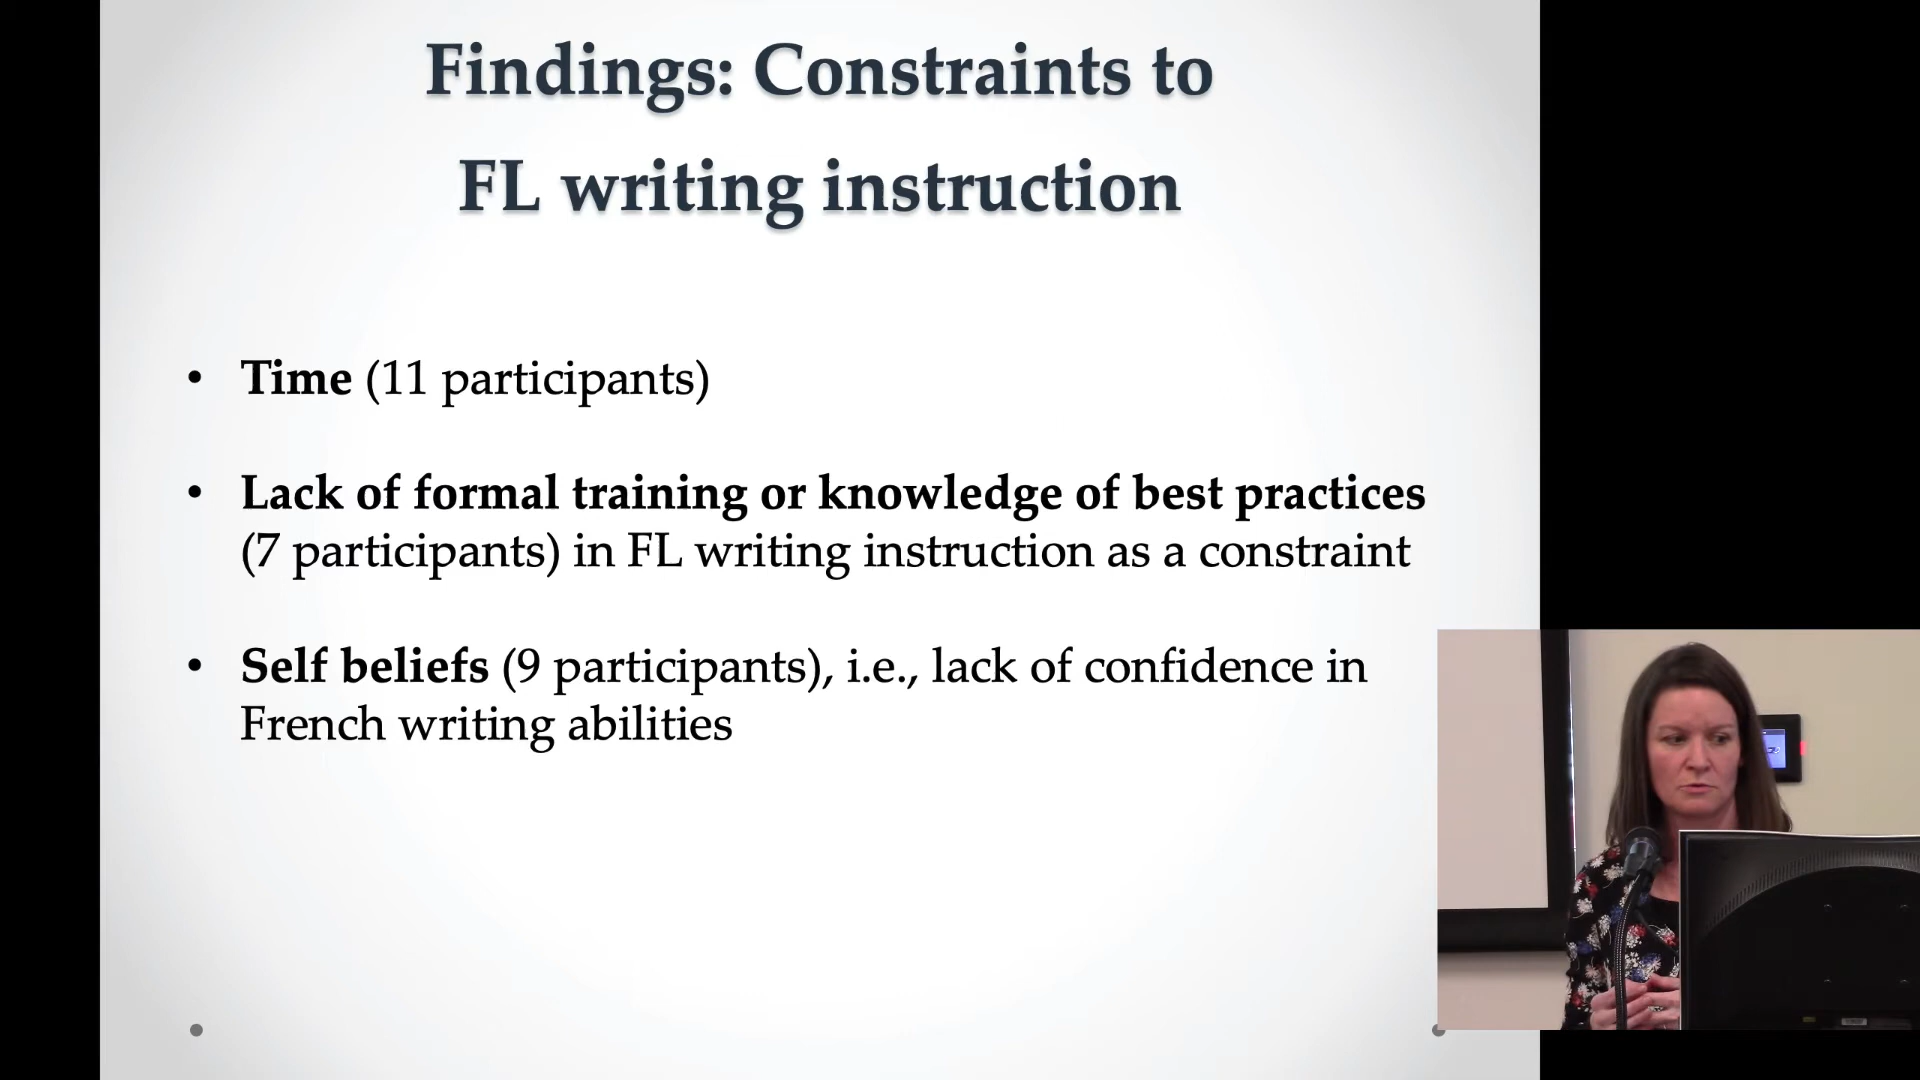 Findings: Constraints to
FL writing instruction
• Time (11 participants)
• Lack of formal training or knowledge of best practices
(7 participants) in FL writing instruction as a constraint
• Self beliefs (9 participants), i.e., lack of confidence in
French writing abilities